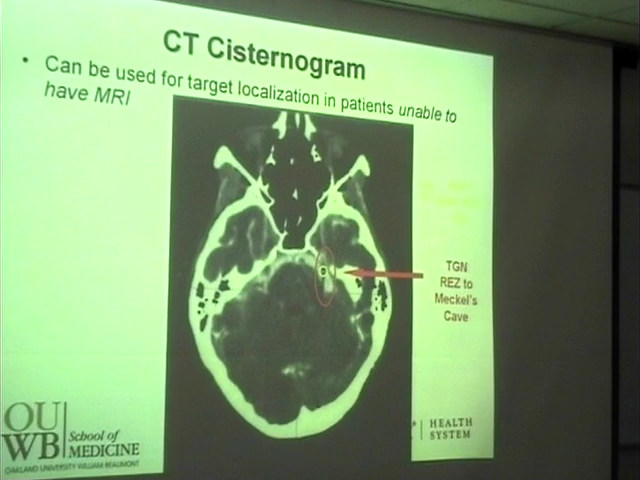 CT Cisternogram
• Can be used for target localization in patients unable to
have MRI
TGN
REZ to
Meckel's
Cave
OU
WB
School of
MEDICINE
OAKLAND UNIVERSITY WILLIAM BEAUMONT
HEALTH
SYSTEM